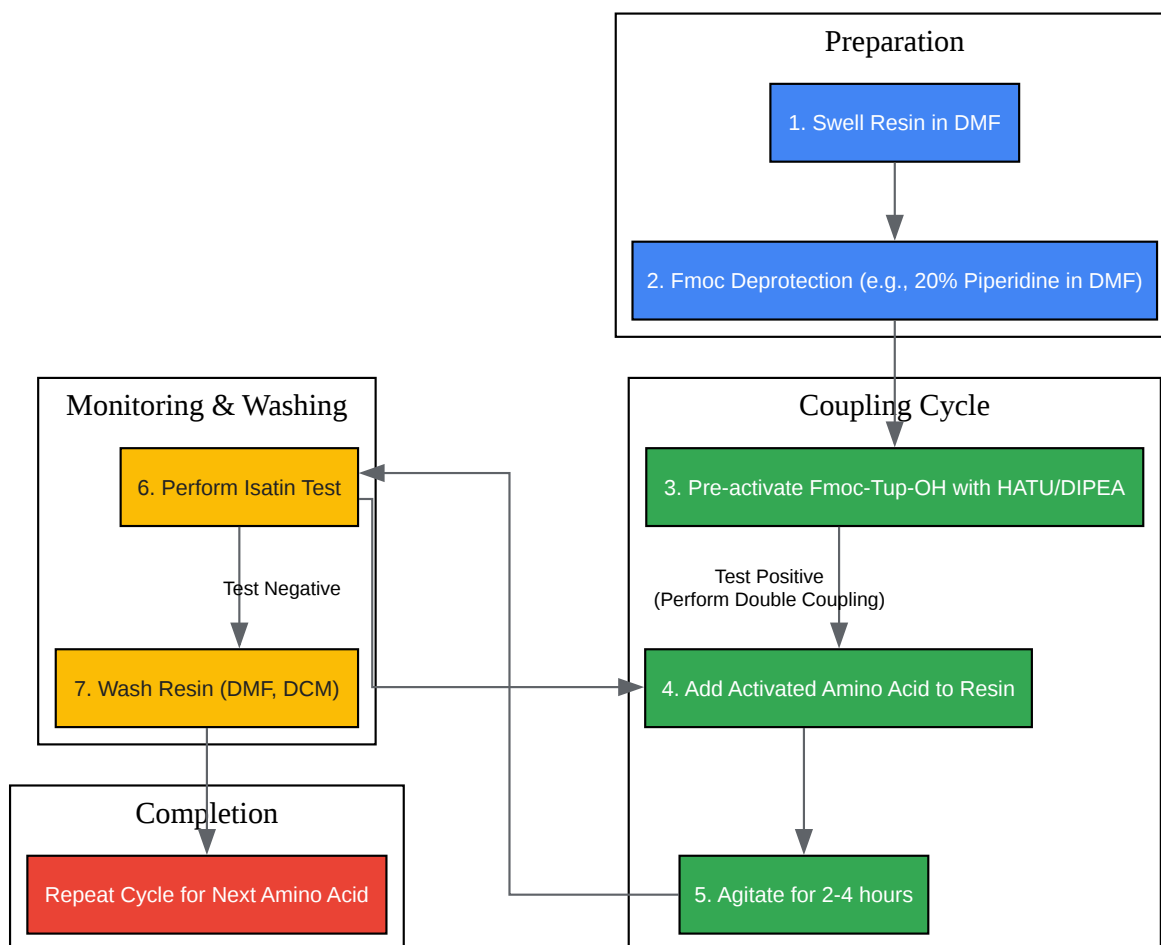 Preparation
1. Swell Resin in DMF
2. Fmoc Deprotection (e.g., 20% Piperidine in DMF)
Coupling Cycle
3. Pre-activate Fmoc-Tup-OH with HATU/DIPEA
Test Positive
(Perform Double Coupling)
4. Add Activated Amino Acid to Resin
5. Agitate for 2-4 hours
Monitoring & Washing
6. Perform Isatin Test
Test Negative
7. Wash Resin (DMF, DCM)
Completion
Repeat Cycle for Next Amino Acid